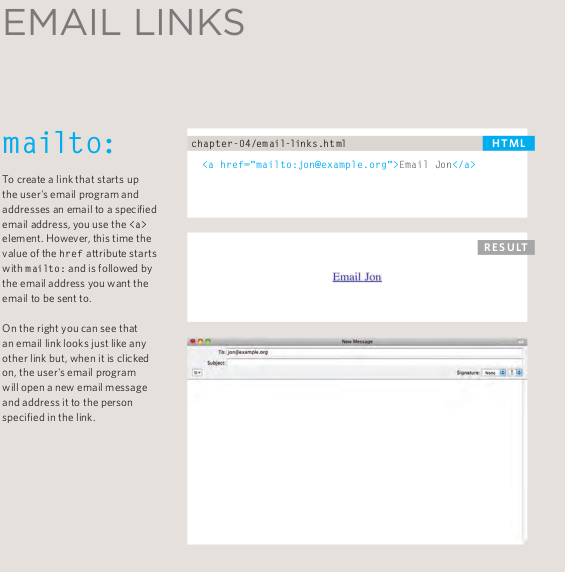 EMAIL LINKS
mailto:
To create a link that starts up
the user's email program and
addresses an email to a specified
email address, you use the <a>
element. However, this time the
value of the href attribute starts
with mailto: and is followed by
the email address you want the
email to be sent to.
On the right you can see that
an email link looks just like any
other link but, when it is clicked
on, the user's email program
will open a new email message
and address it to the person
specified in the link.
chapter-04/email-links.html
HTML
<a href="mailto:jon@example.org">Email Jon</a>
RESULT
Email Jon
New Message
To: jon@example.org
Subject:
Signature: None